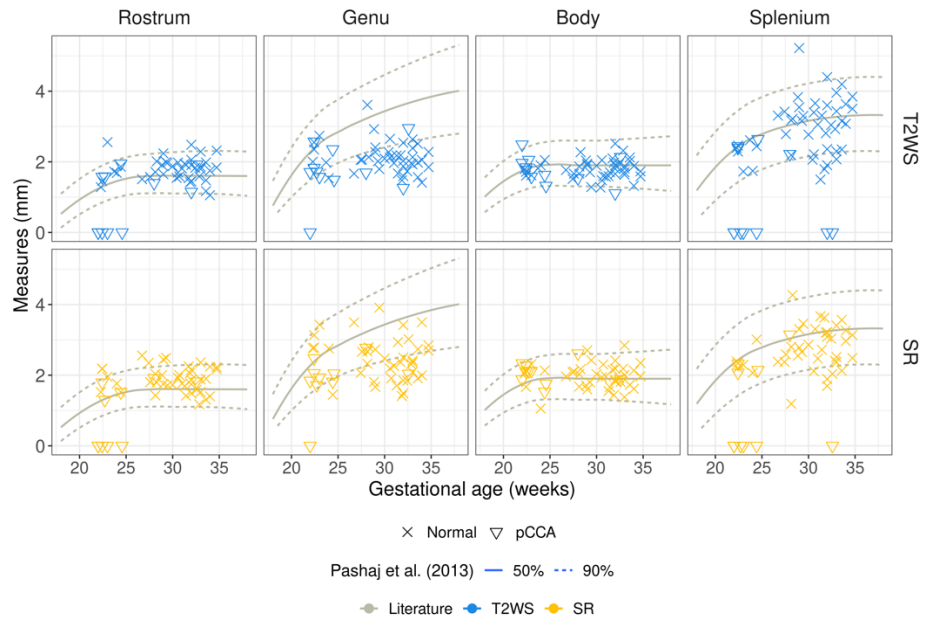 Rostrum Genu Body Splenium
4
2
0
T2WS
4
2
0
SR
Measures (mm)
20 25 30 35 20 25 30 35 20 25 30 35 20 25 30 35
Gestational age (weeks)
Normal pCCA
Pashaj et al. (2013) 50% 90%
Literature T2WS SR